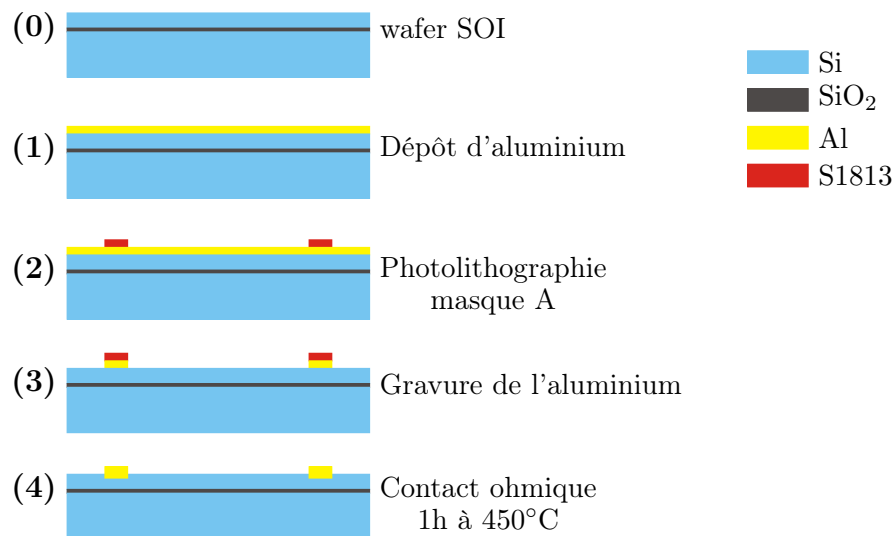 (0) wafer SOI
Si
SiO₂
(1) Dépôt d'aluminium
Al
S1813
(2) Photolithographie
masque A
(3) Gravure de l'aluminium
(4) Contact ohmique
1h à 450°C